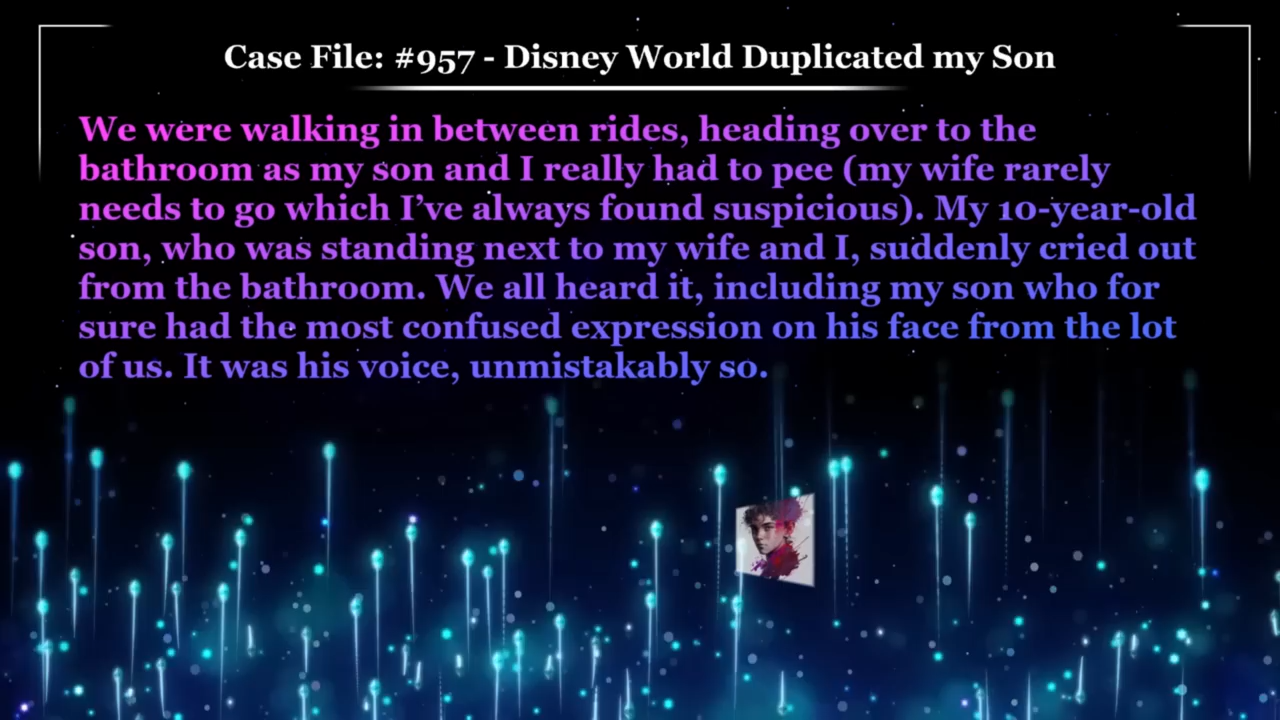 Case File: #957 - Disney World Duplicated my Son
We were walking in between rides, heading over to the
bathroom as my son and I really had to pee (my wife rarely
needs to go which I’ve always found suspicious). My 10-year-old
son, who was standing next to my wife and I, suddenly cried out
from the bathroom. We all heard it, including my son who for
sure had the most confused expression on his face from the lot
of us. It was his voice, unmistakably so.